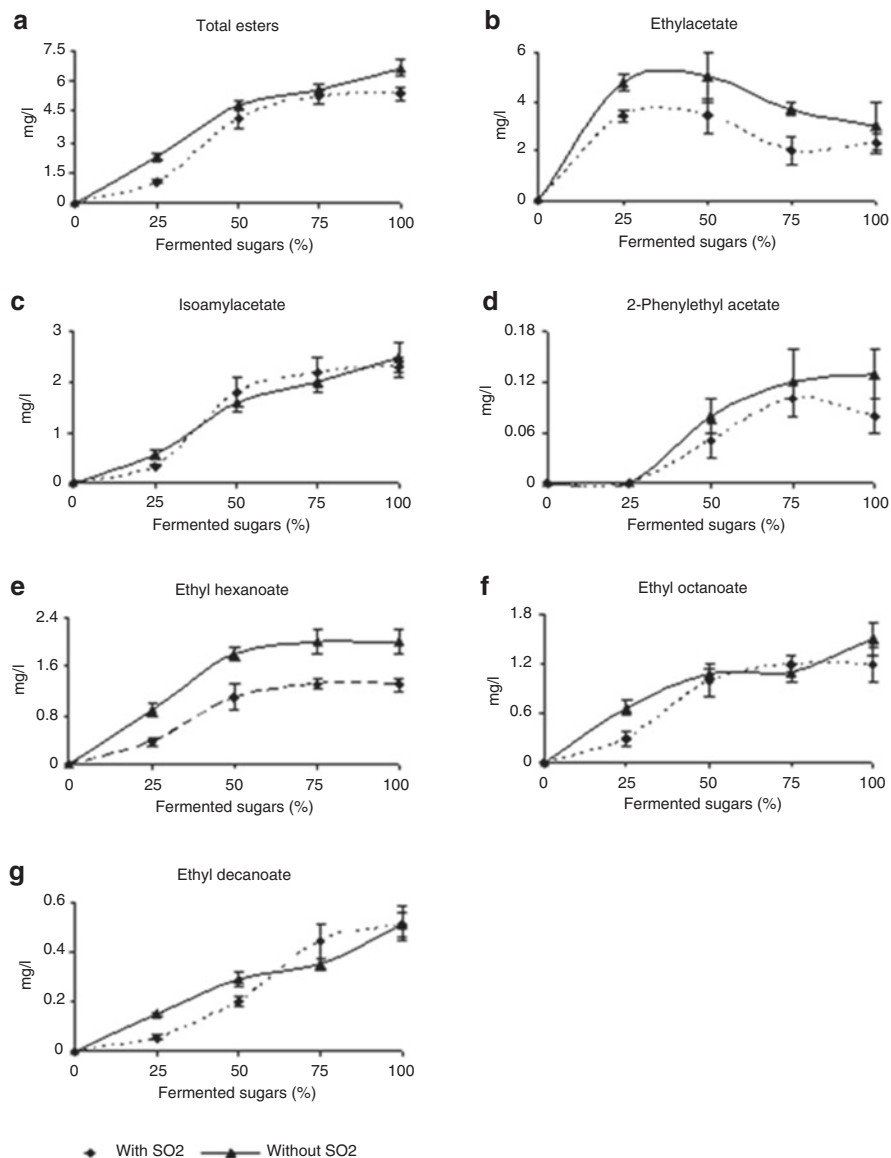 a
Total esters
7.5
6
4.5
3
1.5
0
mg/l
0 25 50 75 100
Fermented sugars (%)
b
Ethylacetate
6
4
2
0
mg/l
0 25 50 75 100
Fermented sugars (%)
c
Isoamylacetate
3
2
1
0
mg/l
0 25 50 75 100
Fermented sugars (%)
d
2-Phenylethyl acetate
0.18
0.12
0.06
0
mg/l
0 25 50 75 100
Fermented sugars (%)
e
Ethyl hexanoate
2.4
1.6
0.8
0
mg/l
0 25 50 75 100
Fermented sugars (%)
f
Ethyl octanoate
1.8
1.2
0.6
0
mg/l
0 25 50 75 100
Fermented sugars (%)
g
Ethyl decanoate
0.6
0.4
0.2
0
mg/l
0 25 50 75 100
Fermented sugars (%)
With SO2 Without SO2